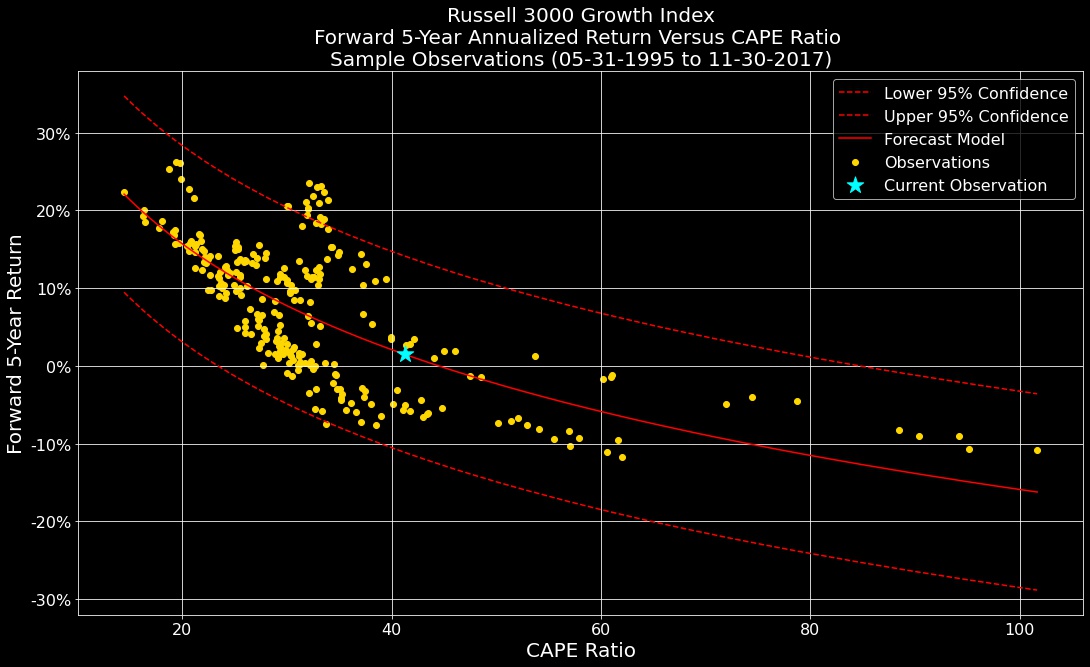 Russell 3000 Growth Index
Forward 5-Year Annualized Return Versus CAPE Ratio
Sample Observations (05-31-1995 to 11-30-2017)
Lower 95% Confidence
Upper 95% Confidence
Forecast Model
Observations
Current Observation
Forward 5-Year Return
30%
20%
10%
0%
-10%
-20%
-30%
20 40 60 80 100
CAPE Ratio